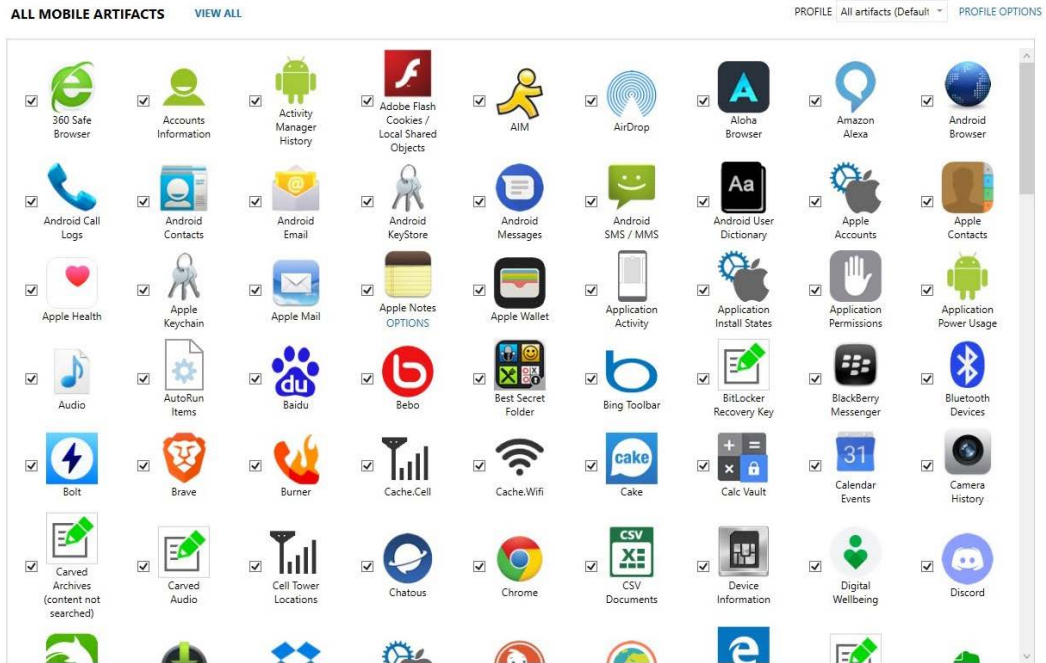 ALL MOBILE ARTIFACTS VIEW ALL PROFILE All artifacts (Default PROFILE OPTIONS
360 Safe
Browser
Accounts
Information
Activity
Manager
History
Adobe Flash
Cookies /
Local Shared
Objects
AIM
AirDrop
Aloha
Browser
Amazon
Alexa
Android
Browser
Android Call
Logs
Android
Contacts
@
Android
Email
Android
KeyStore
Android
Messages
Android
SMS / MMS
Aa
Android User
Dictionary
Apple
Accounts
Apple
Contacts
Apple Health
Apple
Keychain
Apple Mail
Apple Notes
OPTIONS
Apple Wallet
Application
Activity
Application
Install States
Application
Permissions
Application
Power Usage
Audio
AutoRun
Items
du
Baidu
b
Bebo
Best Secret
Folder
b
Bing Toolbar
BitLocker
Recovery Key
BlackBerry
Messenger
Bluetooth
Devices
Bolt
Brave
Burner
Cache.Cell
Cache.Wifi
cake
Cake
+ =
×
Calc Vault
31
Calendar
Events
Camera
History
Carved
Archives
(content not
searched)
Carved
Audio
Cell Tower
Locations
Chatous
Chrome
CSV
X
CSV
Documents
Device
Information
Digital
Wellbeing
Discord